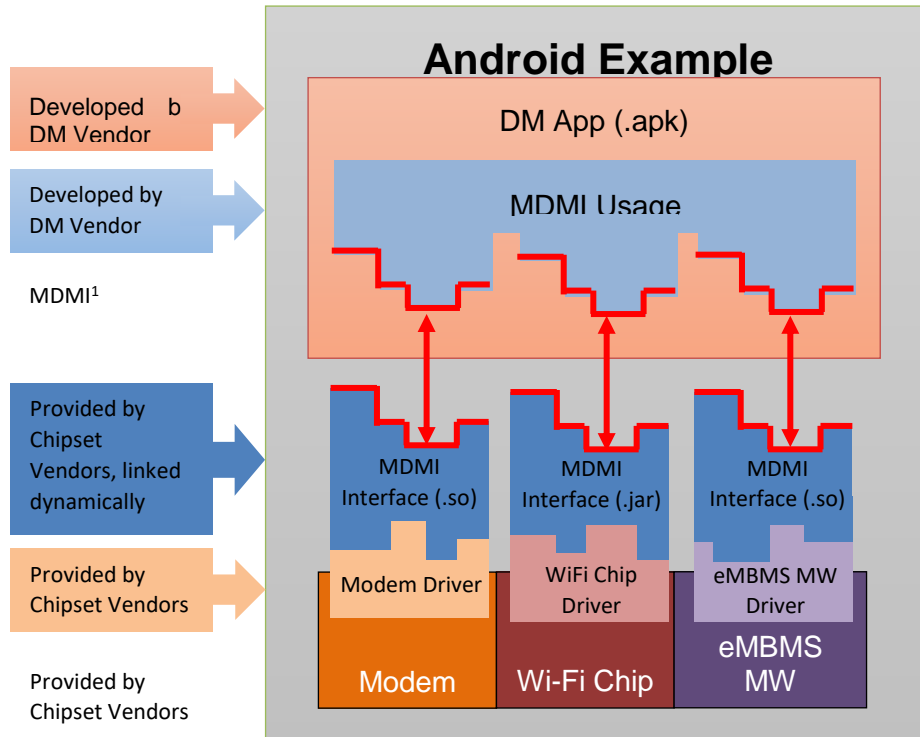 Android Example
Developed b
DM Vendor
DM App (.apk)
Developed by
DM Vendor
MDMI Usage
MDMI¹
Provided by
Chipset
Vendors, linked
dynamically
MDMI
Interface (.so)
MDMI
Interface (.jar)
MDMI
Interface (.so)
Provided by
Chipset Vendors
Modem Driver
WiFi Chip
Driver
eMBMS MW
Driver
Provided by
Chipset Vendors
Modem
Wi-Fi Chip
eMBMS
MW